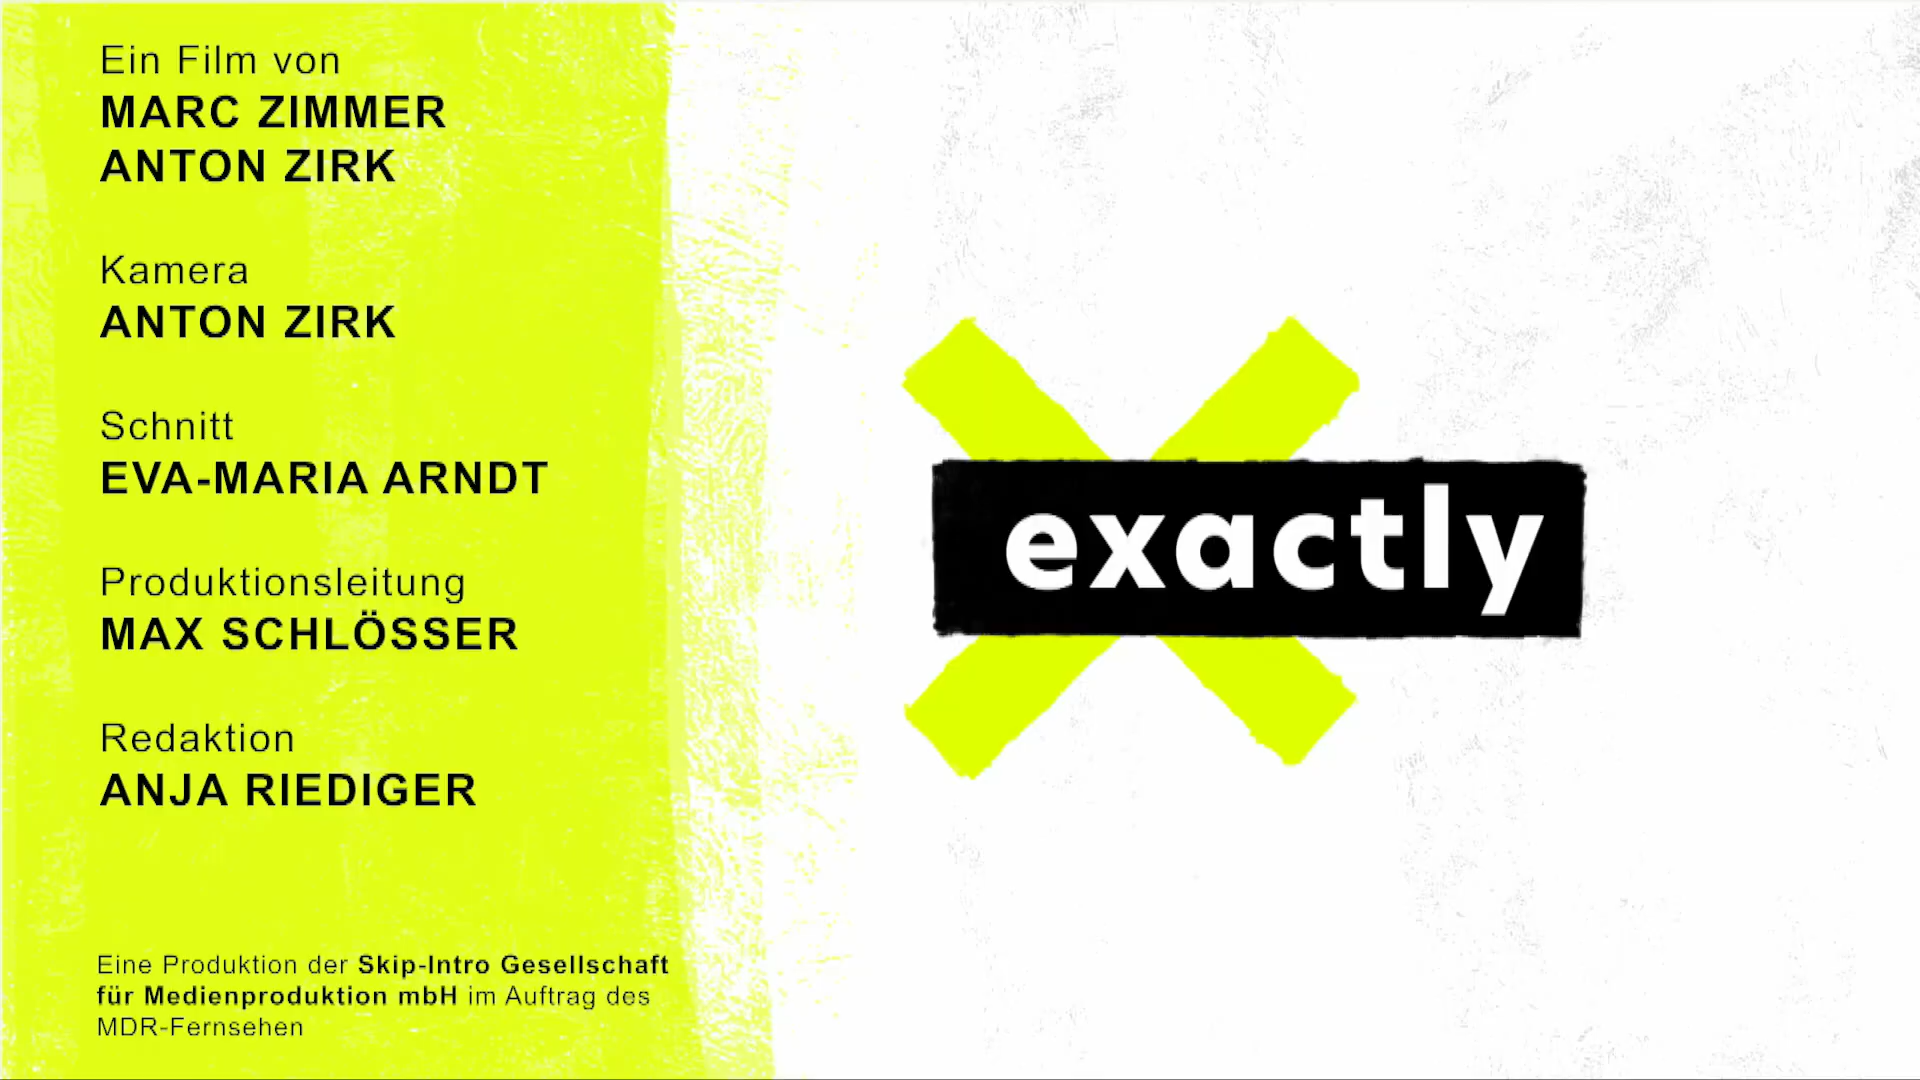 Ein Film von
MARC ZIMMER
ANTON ZIRK
Kamera
ANTON ZIRK
Schnitt
EVA-MARIA ARNDT
Produktionsleitung
MAX SCHLÖSSER
Redaktion
ANJA RIEDIGER
Eine Produktion der Skip-Intro Gesellschaft
für Medienproduktion mbH im Auftrag des
MDR-Fernsehen
exactly